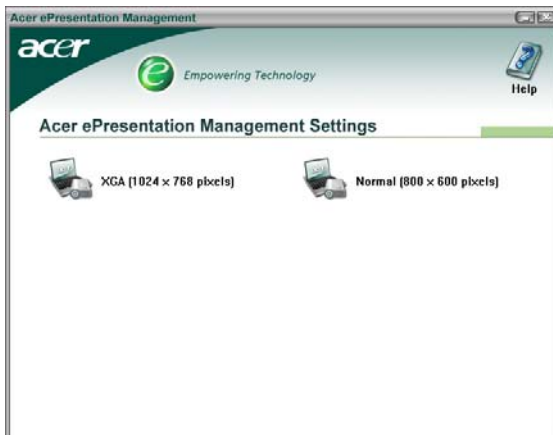 Acer ePresentation Management
acer
e Empowering Technology
Help
Acer ePresentation Management Settings
XGA (1024 x 768 pixels)
Normal (800 x 600 pixels)